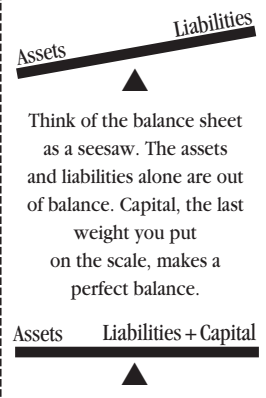 Liabilities
Assets
Think of the balance sheet
as a seesaw. The assets
and liabilities alone are out
of balance. Capital, the last
weight you put
on the scale, makes a
perfect balance.
Assets Liabilities + Capital